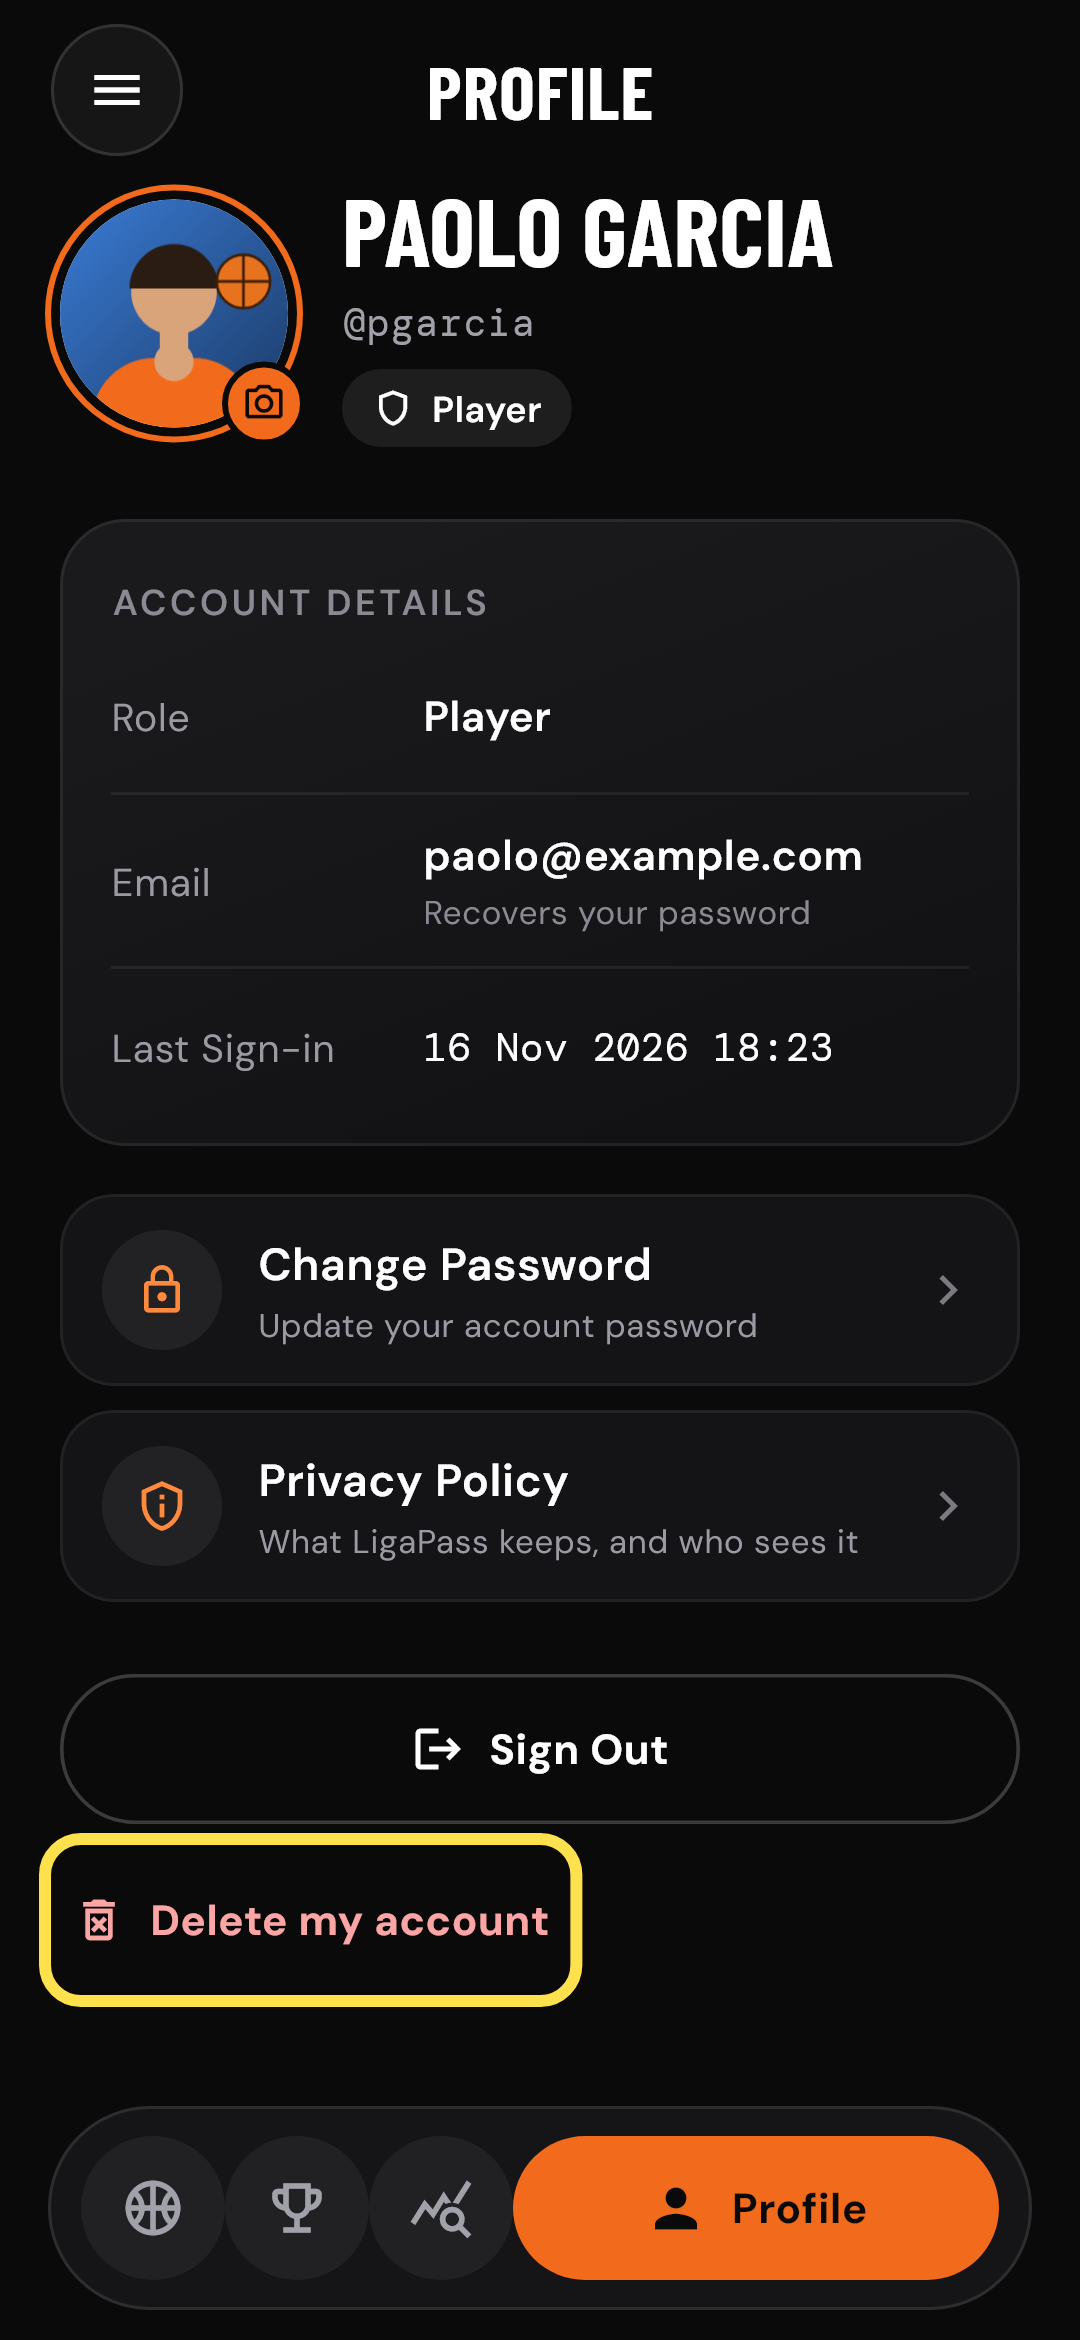 PROFILE
PAOLO GARCIA
@pgarcia
Player
ACCOUNT DETAILS
Role
Player
Email
paolo@example.com
Recovers your password
Last Sign-in
16 Nov 2026 18:23
Change Password
Update your account password
Privacy Policy
What LigaPass keeps, and who sees it
Sign Out
Delete my account
Profile